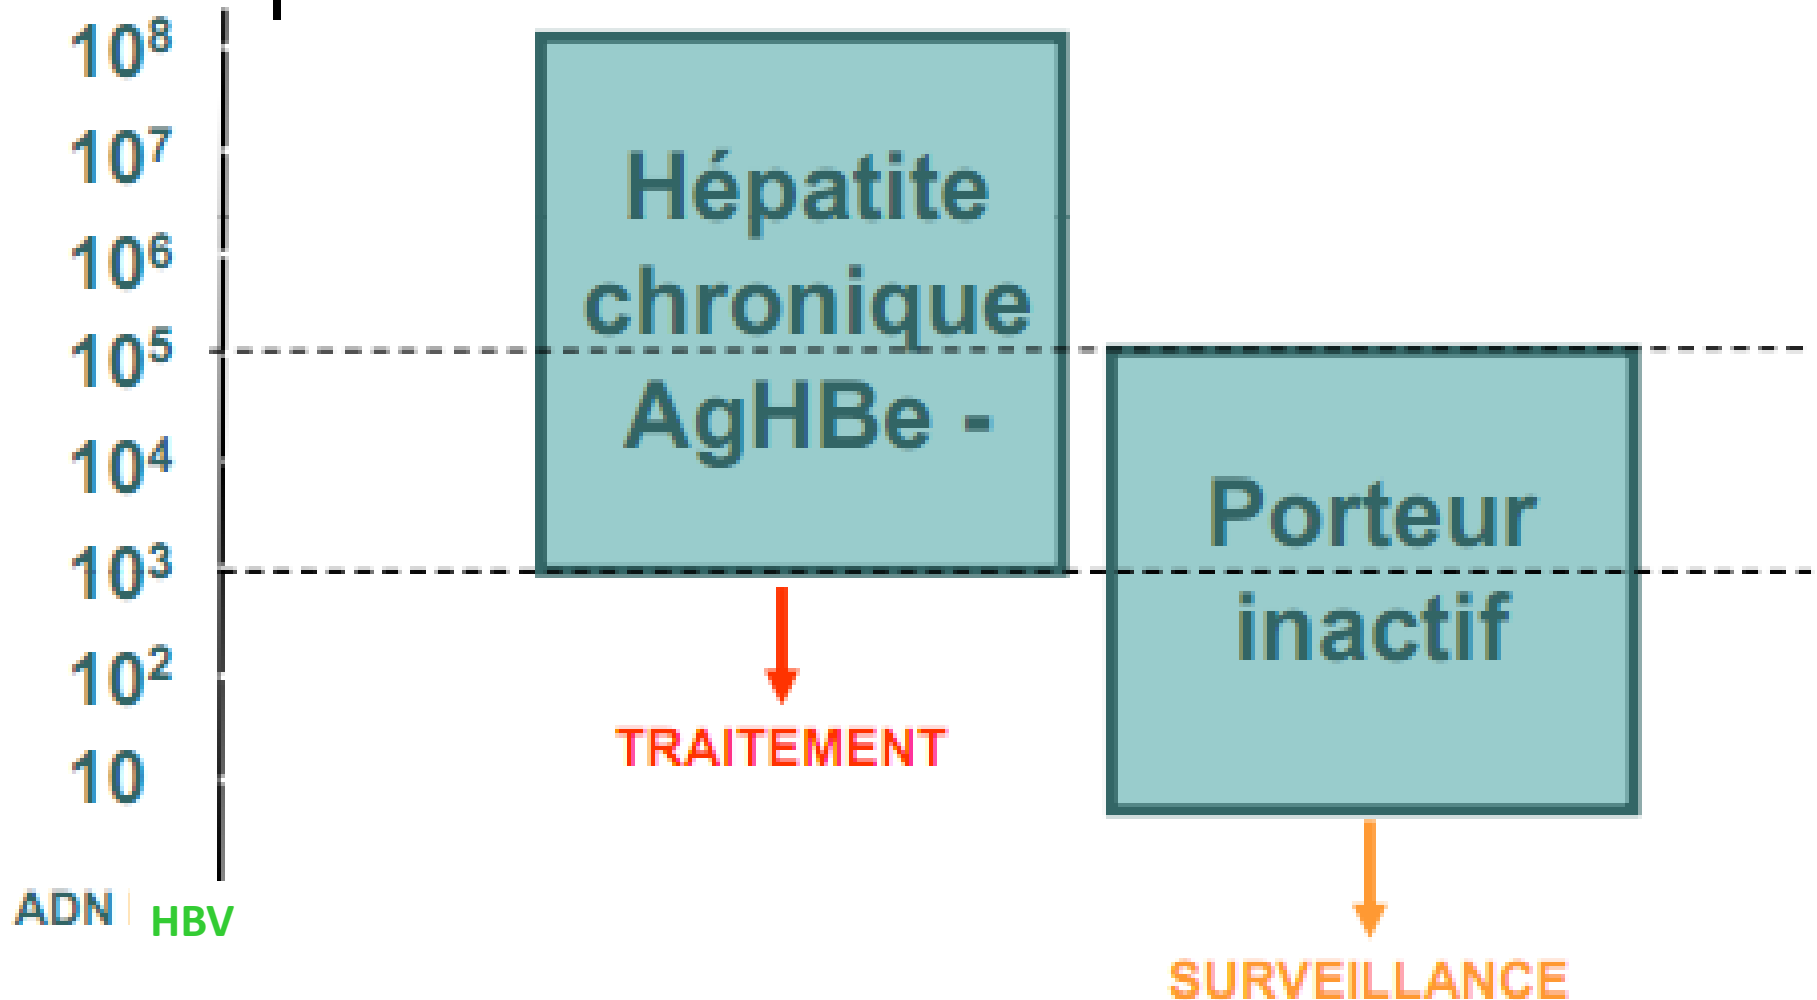 10⁸
10⁷
10⁶
10⁵
10⁴
10³
10²
10
ADN HBV
Hépatite
chronique
AgHBe -
TRAITEMENT
Porteur
inactif
SURVEILLANCE